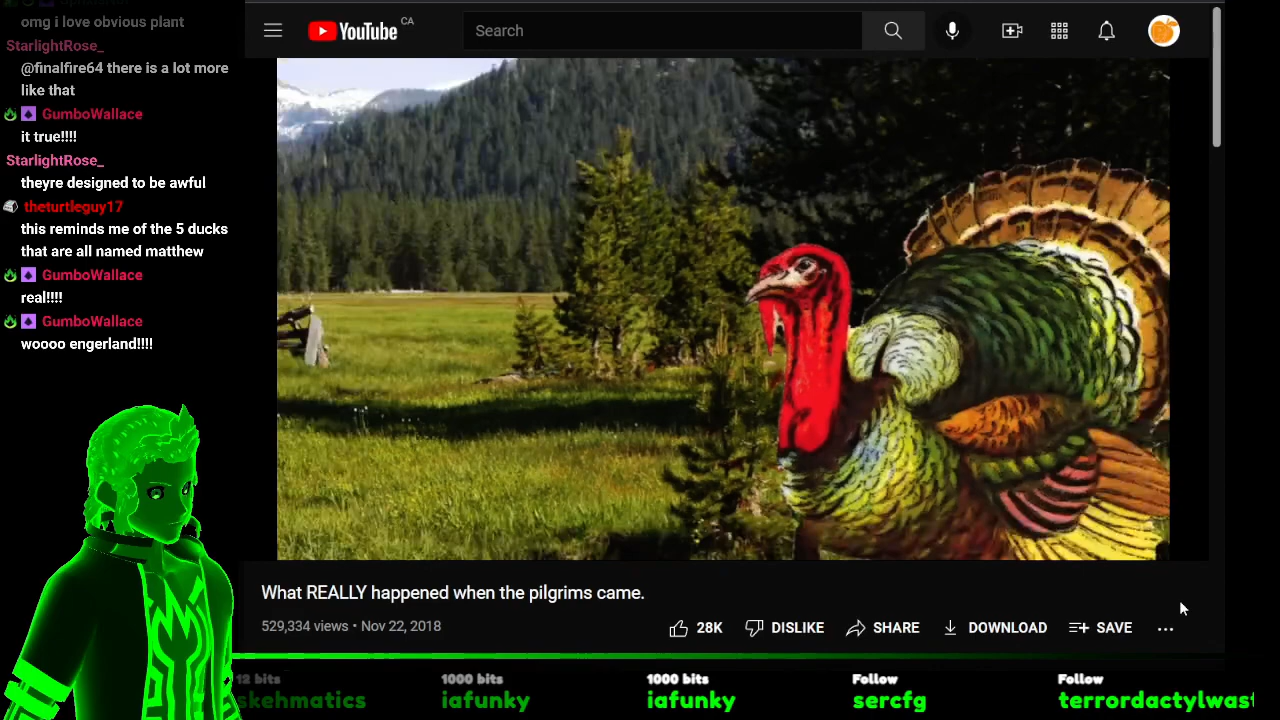 omg i love obvious plant
StarlightRose_
@finalfire64 there is a lot more
like that
GumboWallace
it true!!!!
StarlightRose_
theyre designed to be awful
theturtleguy17
this reminds me of the 5 ducks
that are all named matthew
GumboWallace
real!!!!
GumboWallace
woooo engerland!!!!
YouTube CA
Search
What REALLY happened when the pilgrims came.
529,334 views • Nov 22, 2018
28K DISLIKE SHARE DOWNLOAD SAVE
12 bits
skehmatics
1000 bits
iafunky
1000 bits
iafunky
Follow
sercfg
Follow
terrordactylwast